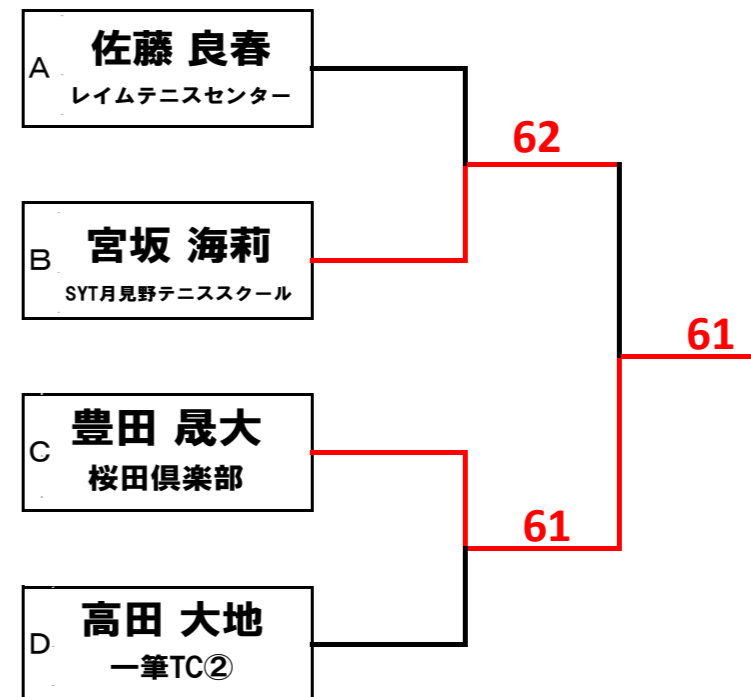 A
佐藤 良春
レイムテニスセンター
62
B
宮坂 海莉
SYT月見野テニススクール
61
C
豊田 晟大
桜田倶楽部
61
D
高田 大地
一筆TC②